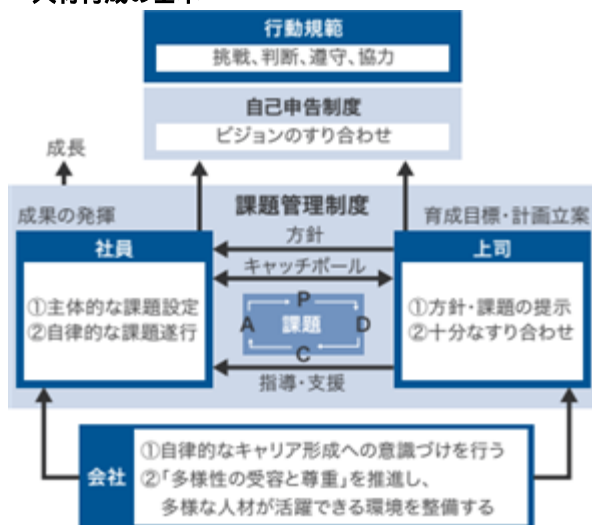 行動規範
挑戦、判断、遵守、協力
自己申告制度
ビジョンのすり合わせ
成長
成果の発揮
課題管理制度
育成目標・計画立案
社員
方針
上司
キャッチボール
①主体的な課題設定
②自律的な課題遂行
P
A
課題
D
C
①方針・課題の提示
②十分なすり合わせ
指導・支援
会社
①自律的なキャリア形成への意識づけを行う
②「多様性の受容と尊重」を推進し、
多様な人材が活躍できる環境を整備する